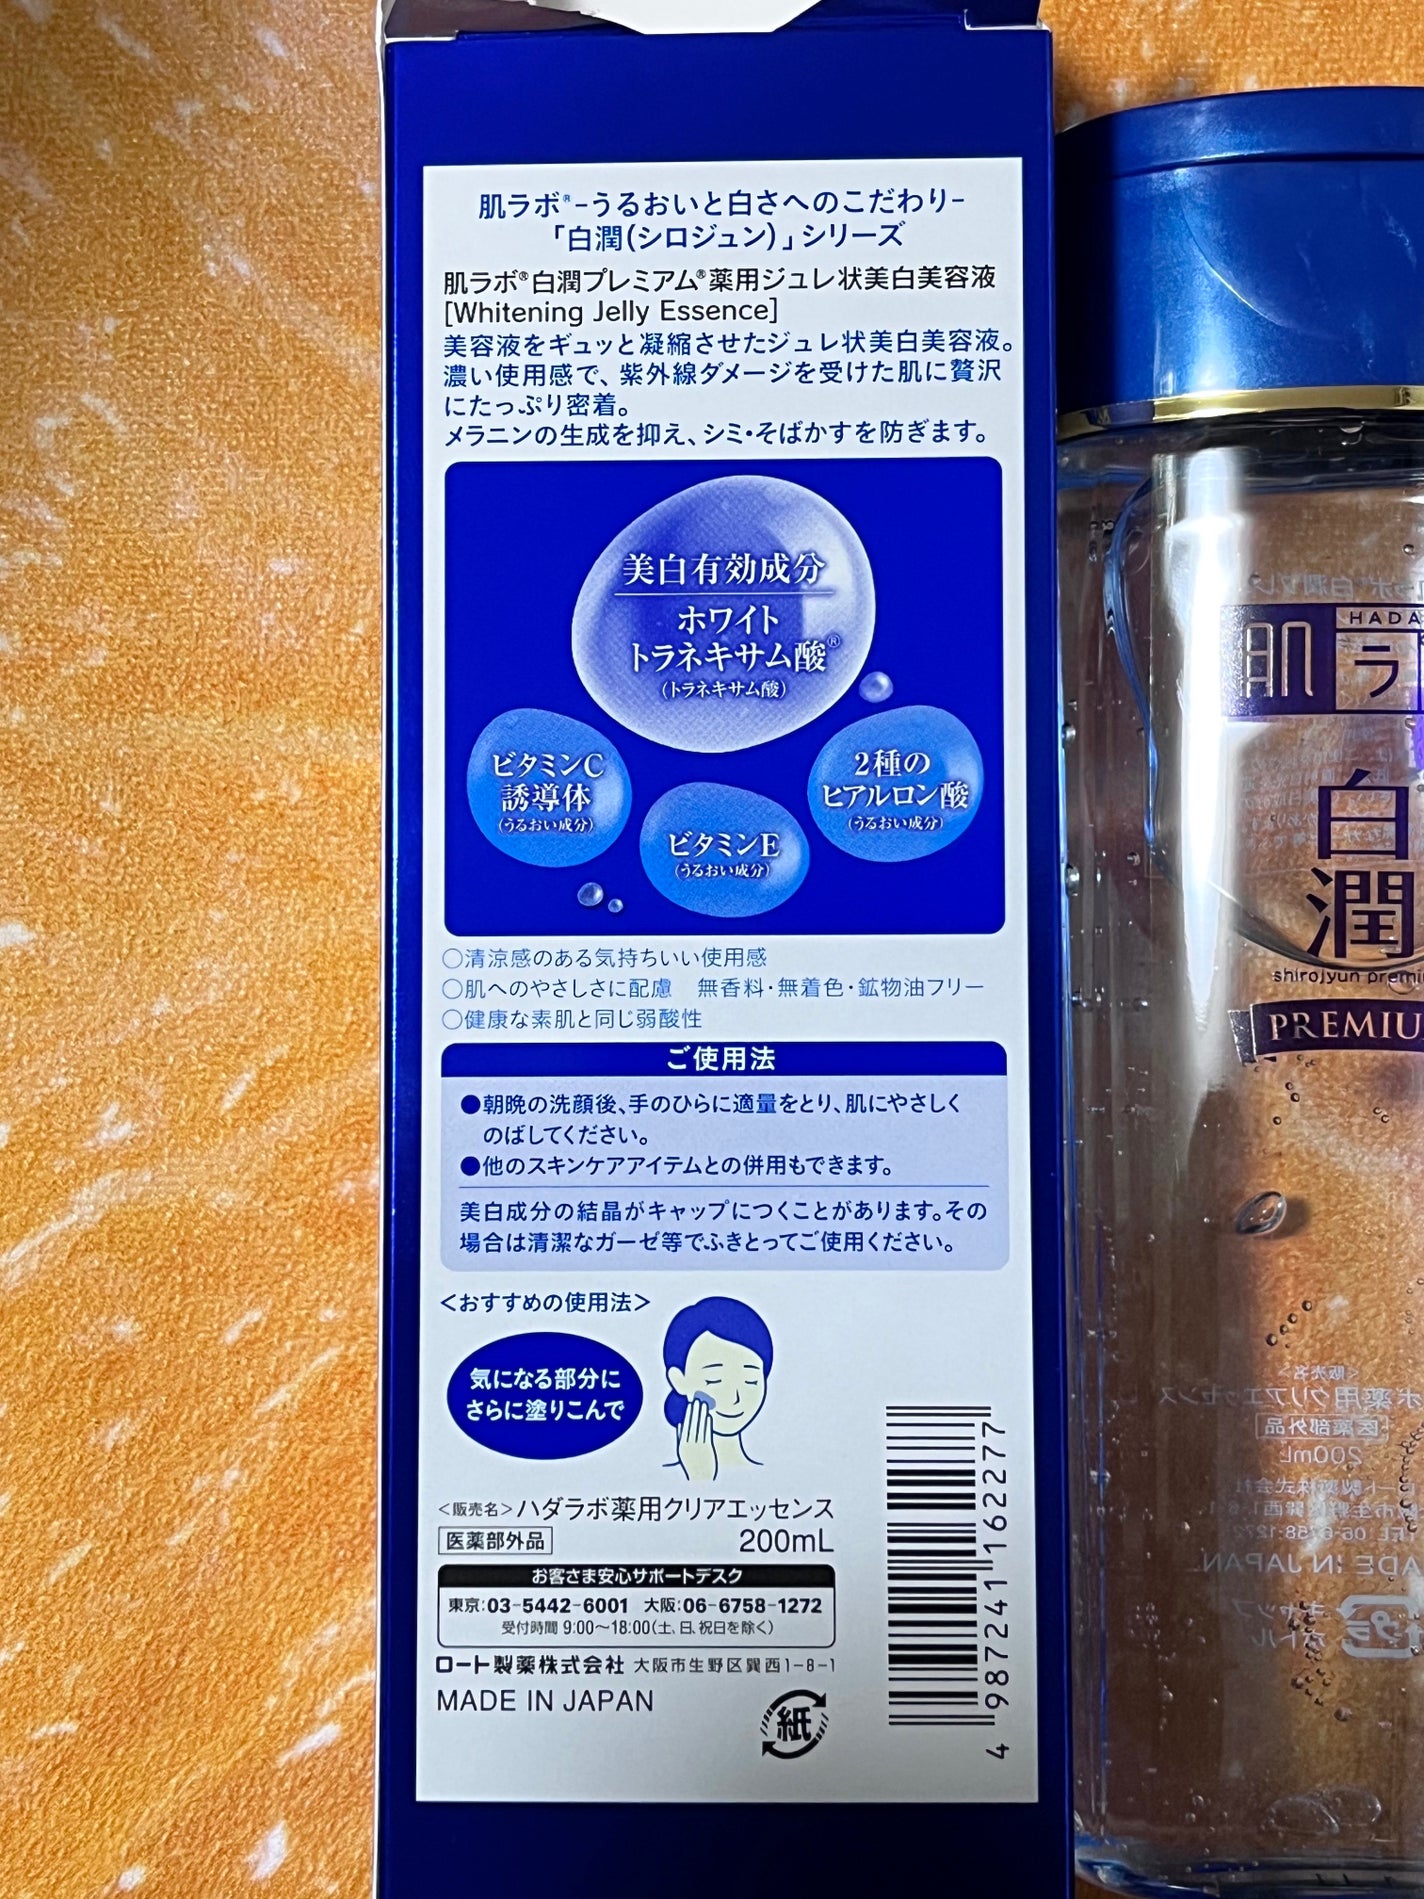 肌ラボ®-うるおいと白さへのこだわり-
「白潤(シロジュン)」シリーズ
肌ラボ®白潤プレミアム®薬用ジュレ状美白美容液
[Whitening Jelly Essence]
美容液をギュッと凝縮させたジュレ状美白美容液。
濃い使用感で、紫外線ダメージを受けた肌に贅沢
にたっぷり密着。
メラニンの生成を抑え、シミ・そばかすを防ぎます。
美白有効成分
ホワイト
トラネキサム酸®
(トラネキサム酸)
ビタミンC
誘導体
(うるおい成分)
ビタミンE
(うるおい成分)
2種の
ヒアルロン酸
(うるおい成分)
○清涼感のある気持ちいい使用感
○肌へのやさしさに配慮 無香料・無着色・鉱物油フリー
○健康な素肌と同じ弱酸性
ご使用法
●朝晩の洗顔後、手のひらに適量をとり、肌にやさしく
のばしてください。
●他のスキンケアアイテムとの併用もできます。
美白成分の結晶がキャップにつくことがあります。その
場合は清潔なガーゼ等でふきとってご使用ください。
<おすすめの使用法>
気になる部分に
さらに塗りこんで
<販売名>ハダラボ薬用クリアエッセンス
医薬部外品 200mL
お客さま安心サポートデスク
東京:03-5442-6001 大阪:06-6758-1272
受付時間 9:00~18:00(土、日、祝日を除く)
ロート製薬株式会社 大阪市生野区巽西1-8-1
MADE IN JAPAN
紙
4 987241 162277
HADA
肌ラ
白
潤
shirojyun premi
PREMIU